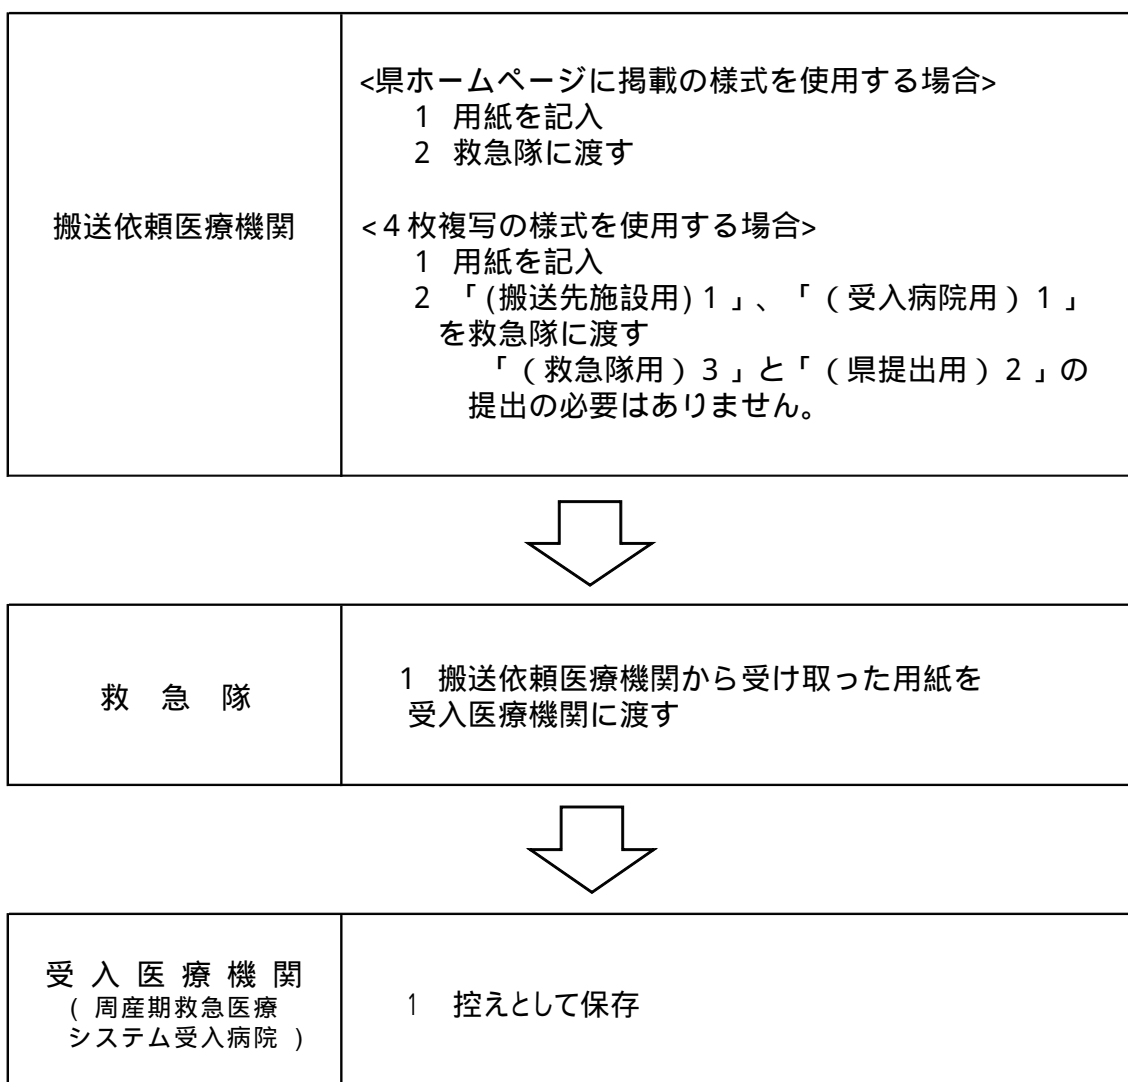 搬送依頼医療機関
<県ホームページに掲載の様式を使用する場合>
1 用紙を記入
2 救急隊に渡す
<４枚複写の様式を使用する場合>
1 用紙を記入
2 「(搬送先施設用)1」、「（受入病院用）1」
を救急隊に渡す
「（救急隊用）3」と「（県提出用）2」の
提出の必要はありません。
救 急 隊
1 搬送依頼医療機関から受け取った用紙を
受入医療機関に渡す
受 入 医 療 機 関
( 周産期救急医療
システム受入病院 )
1 控えとして保存